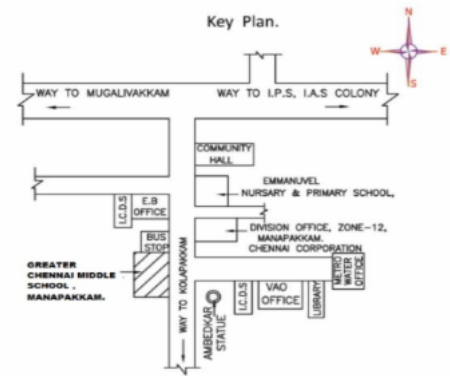 Key Plan.
N
W
E
S
WAY TO MUGALIVAKKAM
WAY TO I.P.S, I.A.S COLONY
COMMUNITY
HALL
EMMANUVEL
NURSARY & PRIMARY SCHOOL,
I.C.D.S
E.B
OFFICE
DIVISION OFFICE, ZONE-12,
MANAPAKKAM.
CHENNAI CORPORATION
BUS
STOP
GREATER
CHENNAI MIDDLE
SCHOOL ,
MANAPAKKAM.
WAY TO KOLAPAKKAM
AMBEDKAR
STATUE
I.C.D.S
VAO
OFFICE
LIBRARY
METRO
WATER
OFFICE